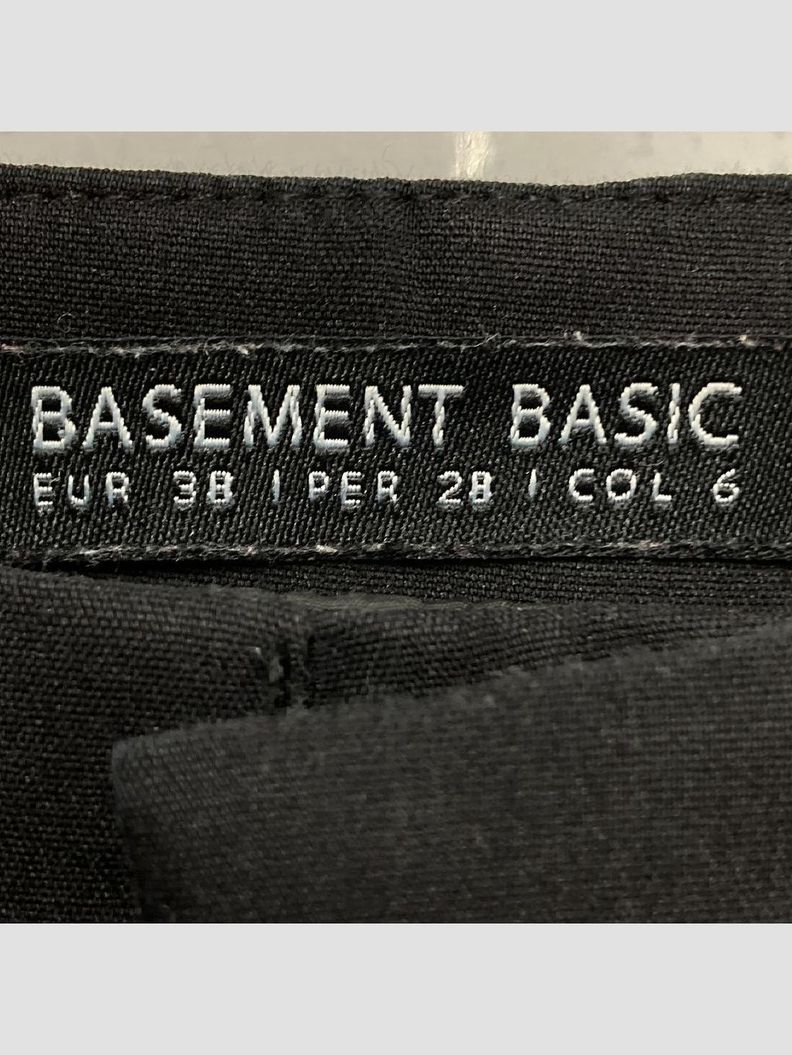 BASEMENT BASIC
EUR 38 | PER 28 | COL 6